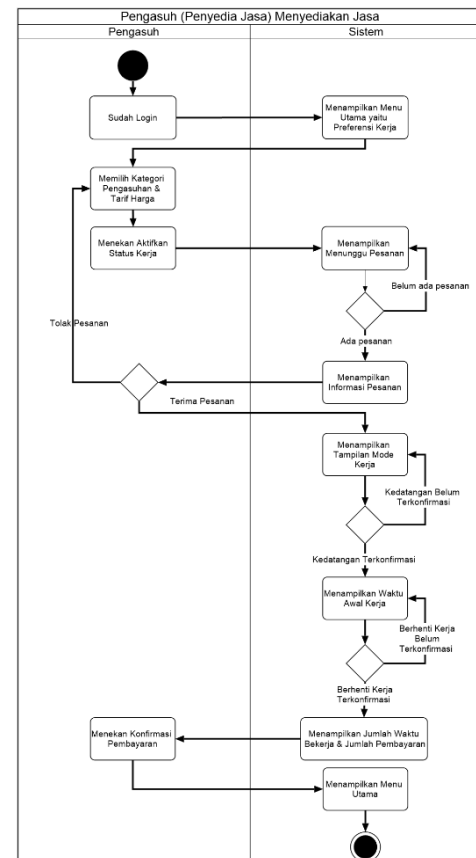 Pengasuh (Penyedia Jasa) Menyediakan Jasa
Pengasuh
Sistem
Sudah Login
Menampilkan Menu
Utama yaitu
Preferensi Kerja
Memilih Kategori
Pengasuhan &
Tarif Harga
Menekan Aktifkan
Status Kerja
Menampilkan
Menunggu Pesanan
Belum ada pesanan
Tolak Pesanan
Ada pesanan
Menampilkan
Informasi Pesanan
Terima Pesanan
Menampilkan
Tampilan Mode
Kerja
Kedatangan Belum
Terkonfirmasi
Kedatangan Terkonfirmasi
Menampilkan Waktu
Awal Kerja
Berhenti Kerja
Belum
Terkonfirmasi
Berhenti Kerja
Terkonfirmasi
Menekan Konfirmasi
Pembayaran
Menampilkan Jumlah Waktu
Bekerja & Jumlah Pembayaran
Menampilkan Menu
Utama